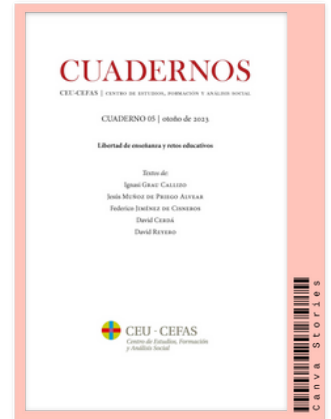 CUADERNOS
CEU-CEFAS | CENTRO DE ESTUDIOS, FORMACIÓN Y ANÁLISIS SOCIAL
CUADERNO 05 | otoño de 2023
Libertad de enseñanza y retos educativos
Textos de:
Ignasi GRAU CALLIZO
Jesús MUÑOZ DE PRIEGO ALVEAR
Federico JIMÉNEZ DE CISNEROS
David CERDÁ
David REYERO
CEU · CEFAS
Centro de Estudios, Formación
y Análisis Social
Canva Stories